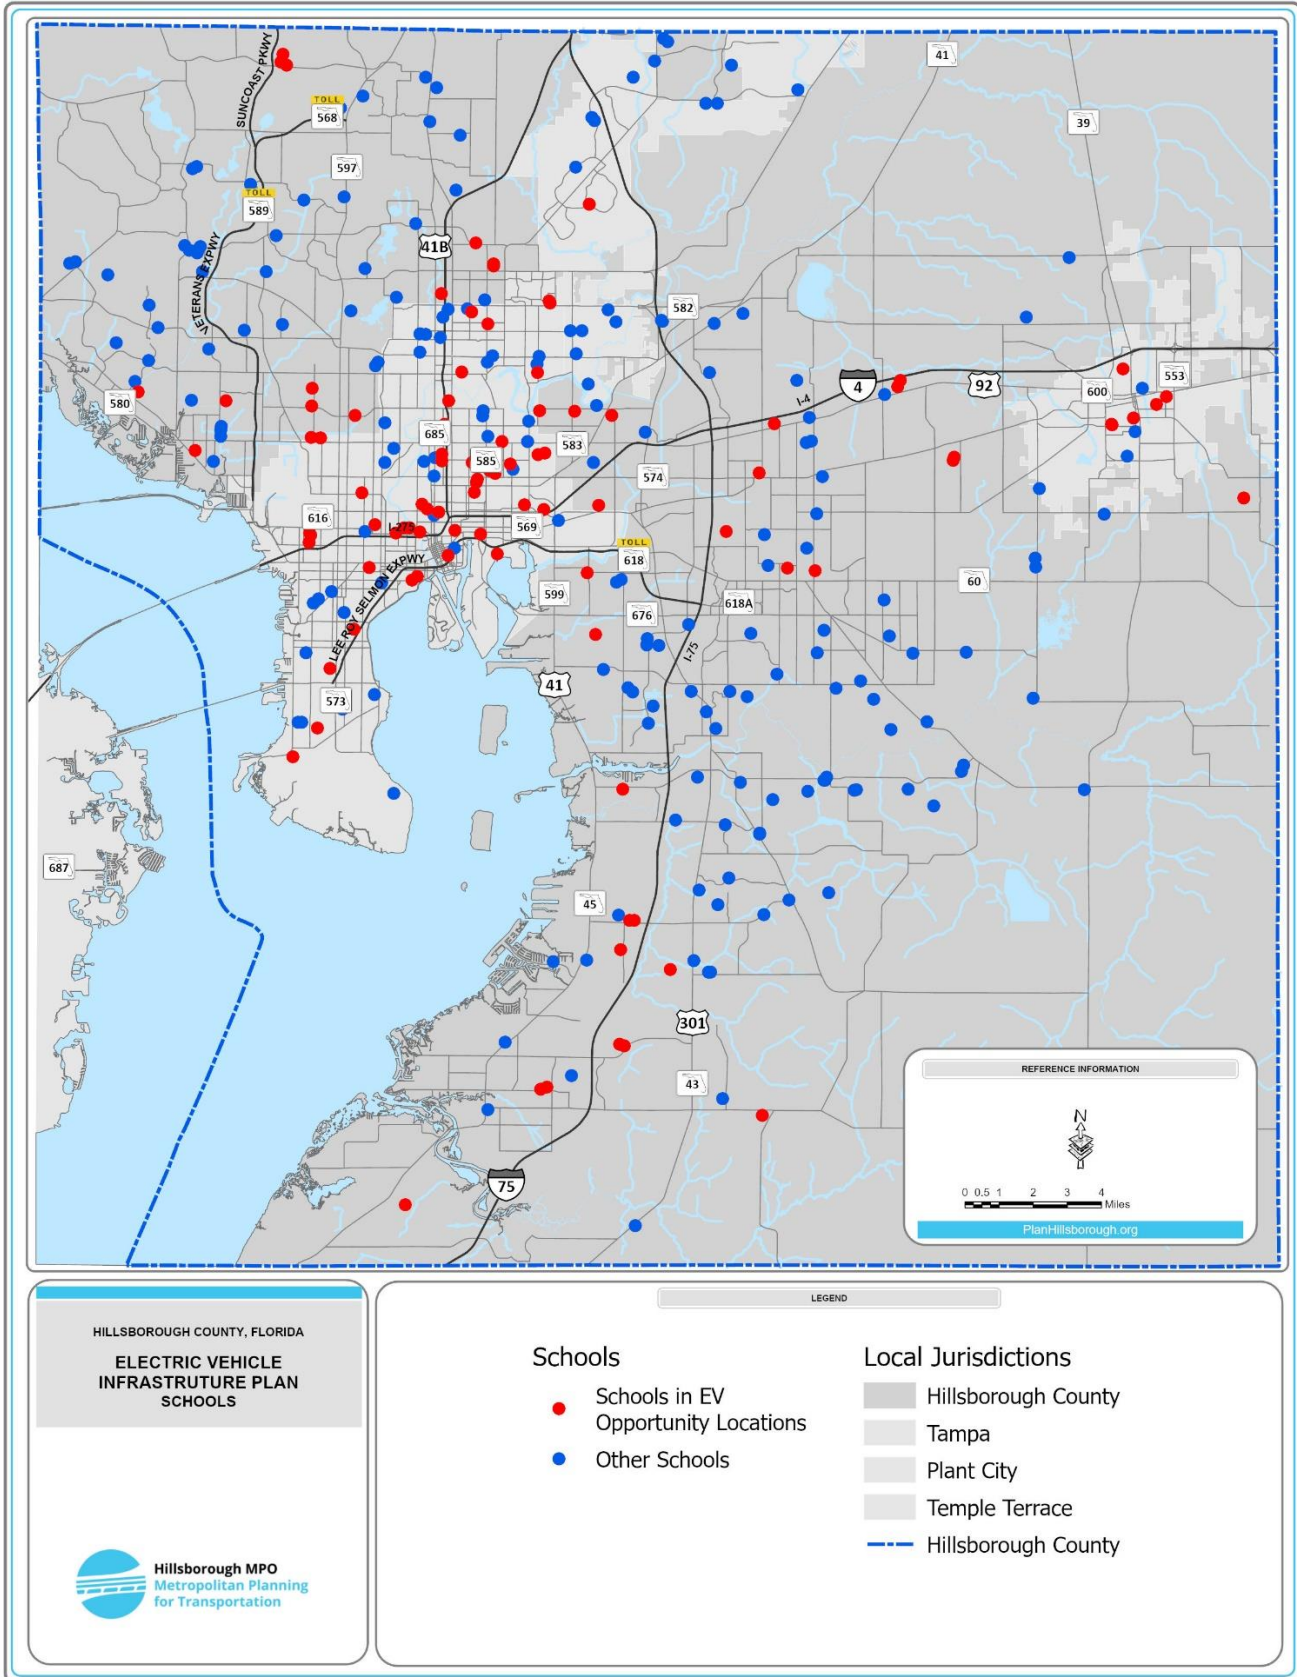 SUNCOAST PKWY
41
TOLL
568
39
597
TOLL
589
41B
VETERANS EXPWY
582
4
92
600
553
580
I-4
685
583
585
574
616
I-275
569
TOLL
618
LEE ROY SELMON EXPWY
599
618A
60
676
I-75
41
573
687
45
301
43
75
REFERENCE INFORMATION
N
0 0.5 1 2 3 4
Miles
PlanHillsborough.org
HILLSBOROUGH COUNTY, FLORIDA
ELECTRIC VEHICLE
INFRASTRUTURE PLAN
SCHOOLS
Hillsborough MPO
Metropolitan Planning
for Transportation
LEGEND
Schools
Schools in EV
Opportunity Locations
Other Schools
Local Jurisdictions
Hillsborough County
Tampa
Plant City
Temple Terrace
Hillsborough County